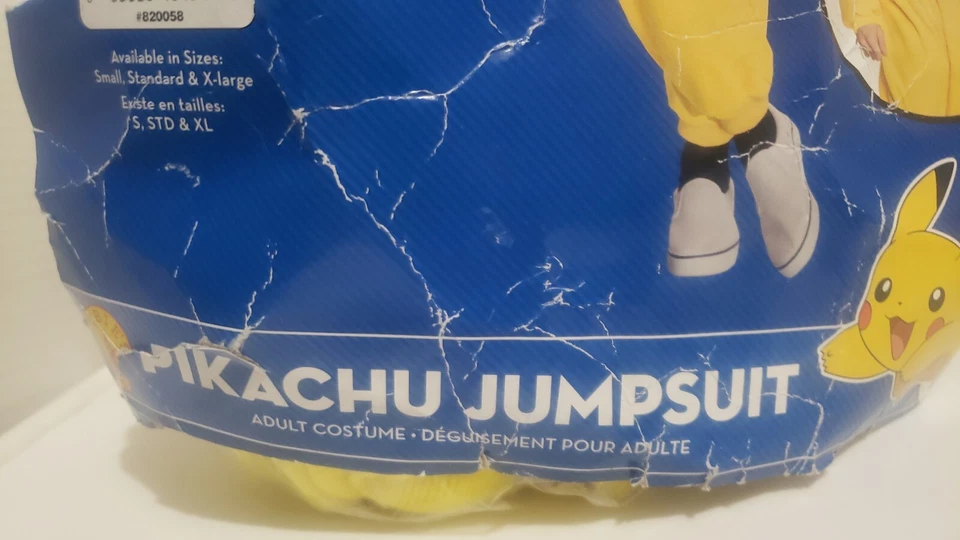 #820058
Available in Sizes:
Small, Standard & X-large
Existe en tailles:
S, STD & XL
PIKACHU JUMPSUIT
ADULT COSTUME • DÉGUISEMENT POUR ADULTE